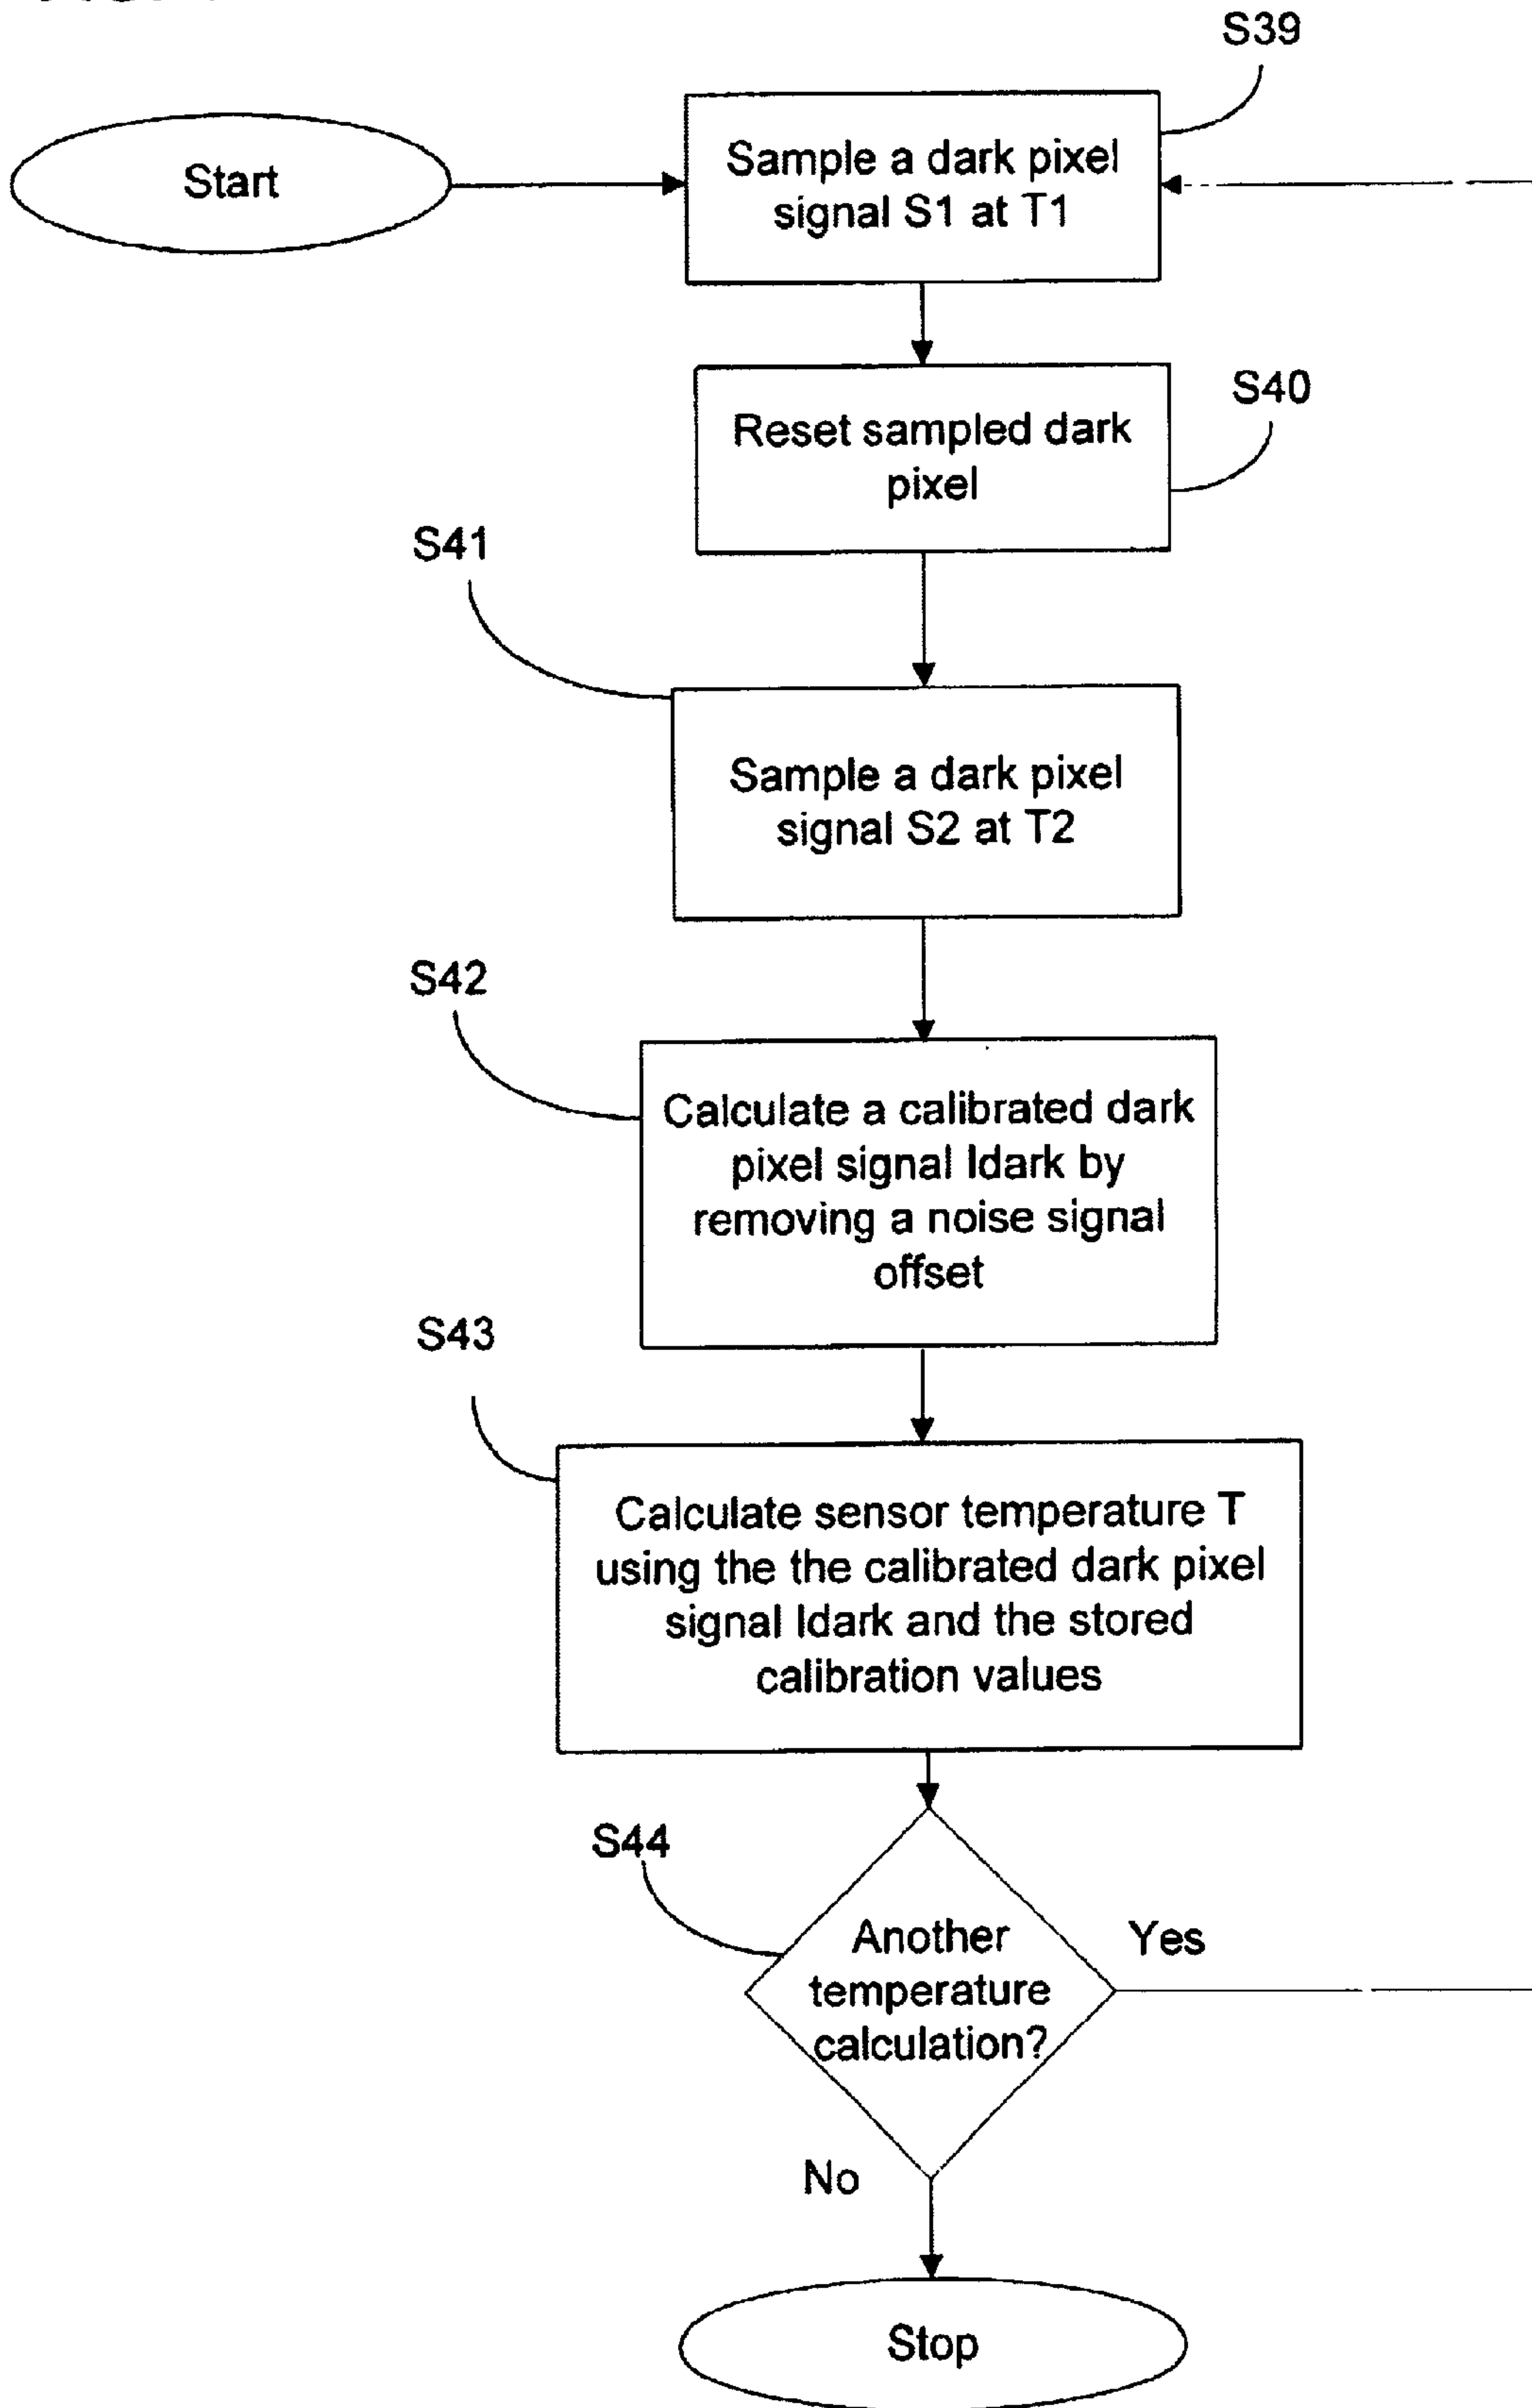 S39
Start
Sample a dark pixel
signal S1 at T1
S40
Reset sampled dark
pixel
S41
Sample a dark pixel
signal S2 at T2
S42
Calculate a calibrated dark
pixel signal Idark by
removing a noise signal
offset
S43
Calculate sensor temperature T
using the the calibrated dark pixel
signal Idark and the stored
calibration values
S44
Another
temperature
calculation?
Yes
No
Stop